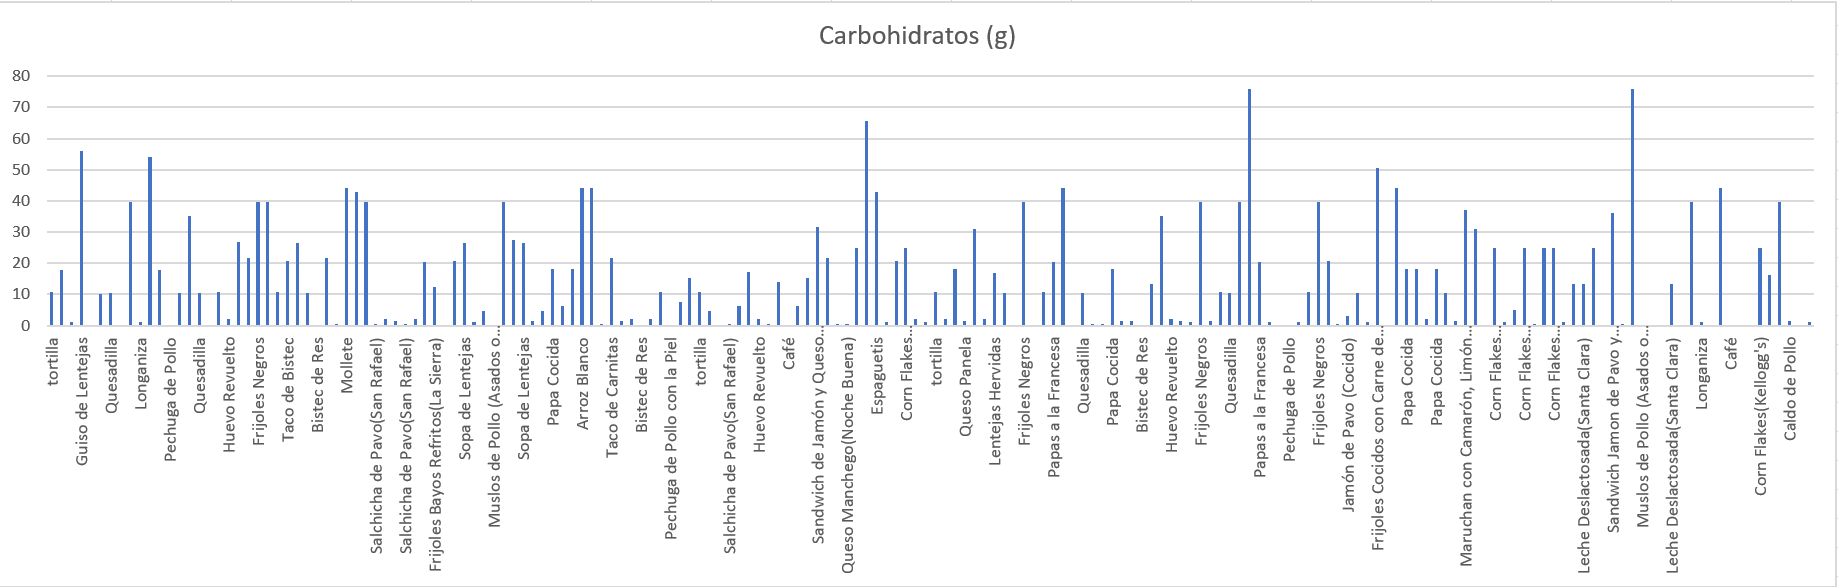 Carbohidratos (g)
80
70
60
50
40
30
20
10
0
tortilla
Guiso de Lentejas
Quesadilla
Longaniza
Pechuga de Pollo
Quesadilla
Huevo Revuelto
Frijoles Negros
Taco de Bistec
Bistec de Res
Mollete
Salchicha de Pavo(San Rafael)
Salchicha de Pavo(San Rafael)
Frijoles Bayos Refritos(La Sierra)
Sopa de Lentejas
Muslos de Pollo (Asados o...
Sopa de Lentejas
Papa Cocida
Arroz Blanco
Taco de Carnitas
Bistec de Res
Pechuga de Pollo con la Piel
tortilla
Salchicha de Pavo(San Rafael)
Huevo Revuelto
Café
Sandwich de Jamón y Queso...
Queso Manchego(Noche Buena)
Espaguetis
Corn Flakes...
tortilla
Queso Panela
Lentejas Hervidas
Frijoles Negros
Papas a la Francesa
Quesadilla
Papa Cocida
Bistec de Res
Huevo Revuelto
Frijoles Negros
Quesadilla
Papas a la Francesa
Pechuga de Pollo
Frijoles Negros
Jamón de Pavo (Cocido)
Frijoles Cocidos con Carne de...
Papa Cocida
Papa Cocida
Maruchan con Camarón, Limón...
Corn Flakes...
Corn Flakes...
Corn Flakes...
Leche Deslactosada(Santa Clara)
Sandwich Jamon de Pavo y...
Muslos de Pollo (Asados o...
Leche Deslactosada(Santa Clara)
Longaniza
Café
Corn Flakes(Kellogg's)
Caldo de Pollo